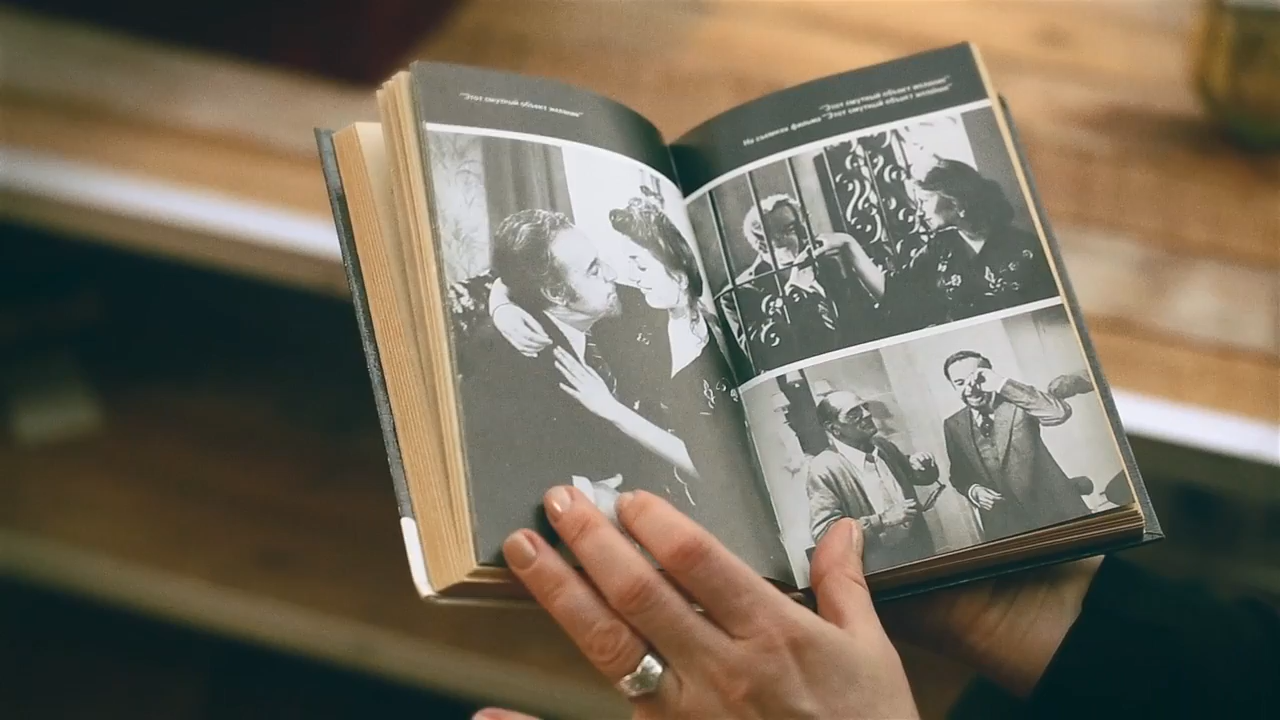 "Этот смутный объект желания"
"Этот смутный объект желания"
На съемках фильма "Этот смутный объект желания"